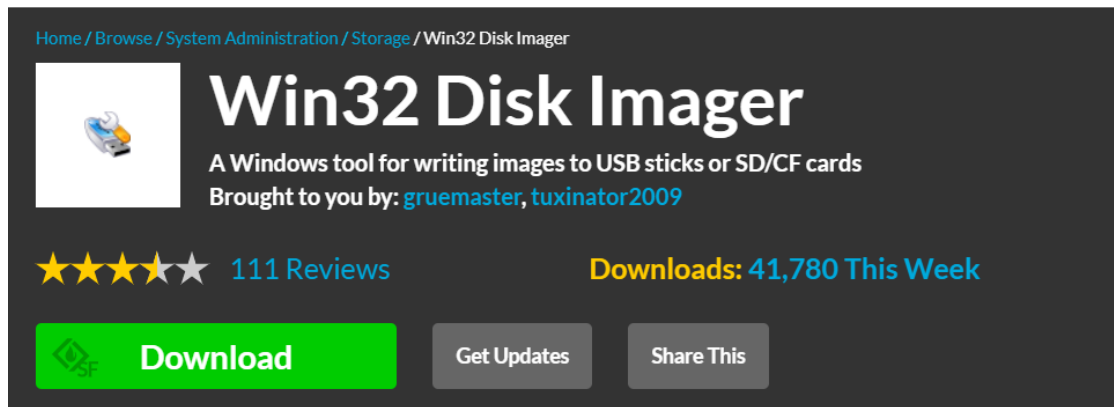 Home / Browse / System Administration / Storage / Win32 Disk Imager
Win32 Disk Imager
A Windows tool for writing images to USB sticks or SD/CF cards
Brought to you by: gruemaster, tuxinator2009
111 Reviews
Downloads: 41,780 This Week
SF
Download
Get Updates
Share This